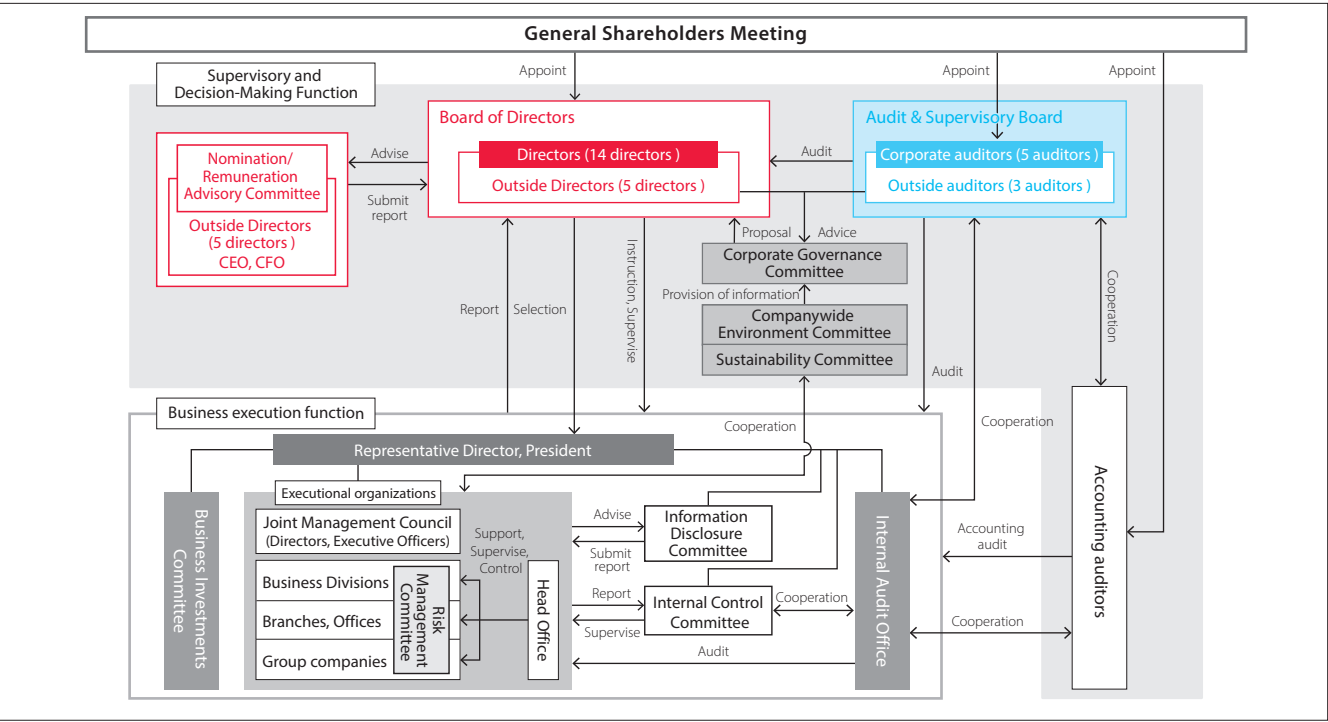 General Shareholders Meeting
Appoint
Appoint
Appoint
Supervisory and
Decision-Making Function
Board of Directors
Directors (14 directors )
Outside Directors (5 directors )
Audit & Supervisory Board
Corporate auditors (5 auditors )
Outside auditors (3 auditors )
Nomination/
Remuneration
Advisory Committee
Outside Directors
(5 directors )
CEO, CFO
Advise
Submit
report
Audit
Proposal
Advice
Corporate Governance
Committee
Provision of information
Companywide
Environment Committee
Sustainability Committee
Report
Selection
Instruction, Supervise
Audit
Cooperation
Cooperation
Cooperation
Business execution function
Representative Director, President
Executional organizations
Business Investments
Committee
Joint Management Council
(Directors, Executive Officers)
Business Divisions
Branches, Offices
Group companies
Risk
Management
Committee
Support,
Supervise,
Control
Head Office
Advise
Submit
report
Information
Disclosure
Committee
Report
Supervise
Internal Control
Committee
Cooperation
Audit
Internal Audit Office
Accounting
audit
Cooperation
Accounting auditors